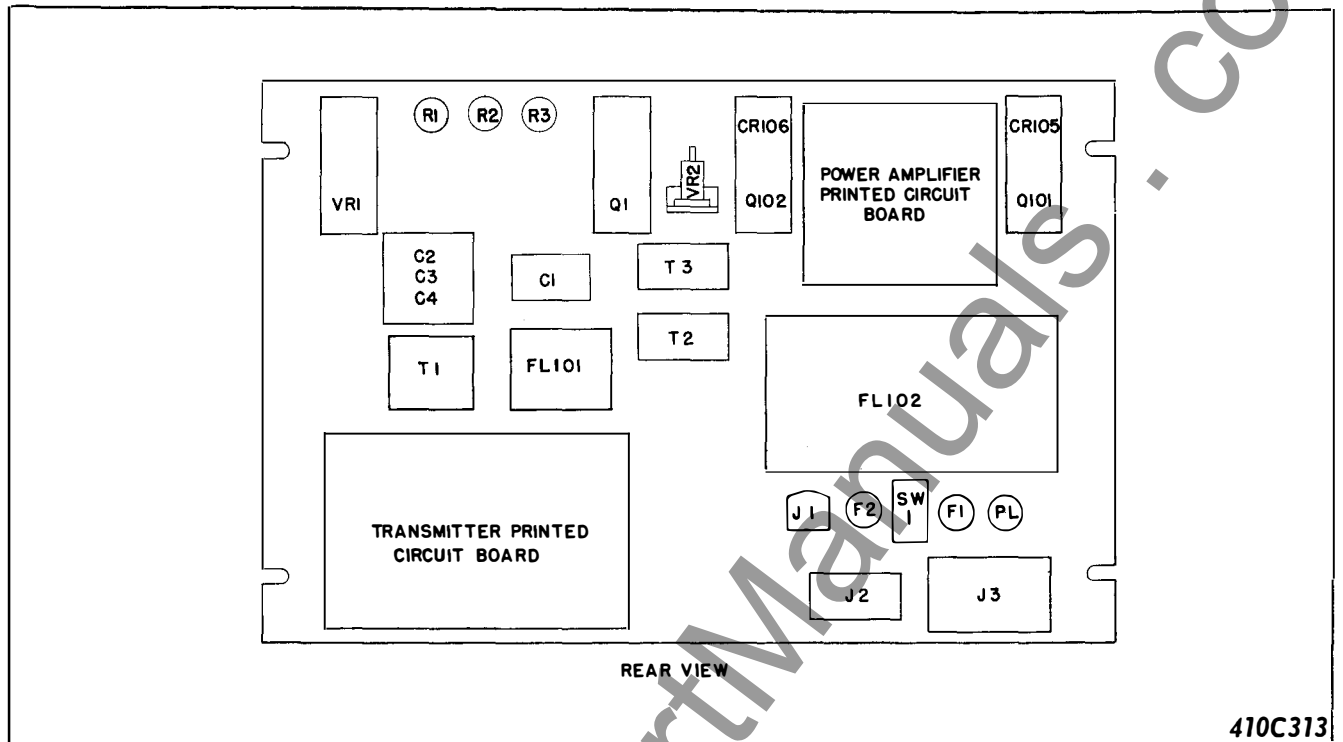 R1 R2 R3
VR1
Q1
VR2
CR106
Q102
POWER AMPLIFIER
PRINTED CIRCUIT
BOARD
CR105
Q101
C2
C3
C4
C1
T3
T2
T1
FL101
FL102
TRANSMITTER PRINTED
CIRCUIT BOARD
J1
F2
SW
1
F1
PL
J2
J3
REAR VIEW
410C313